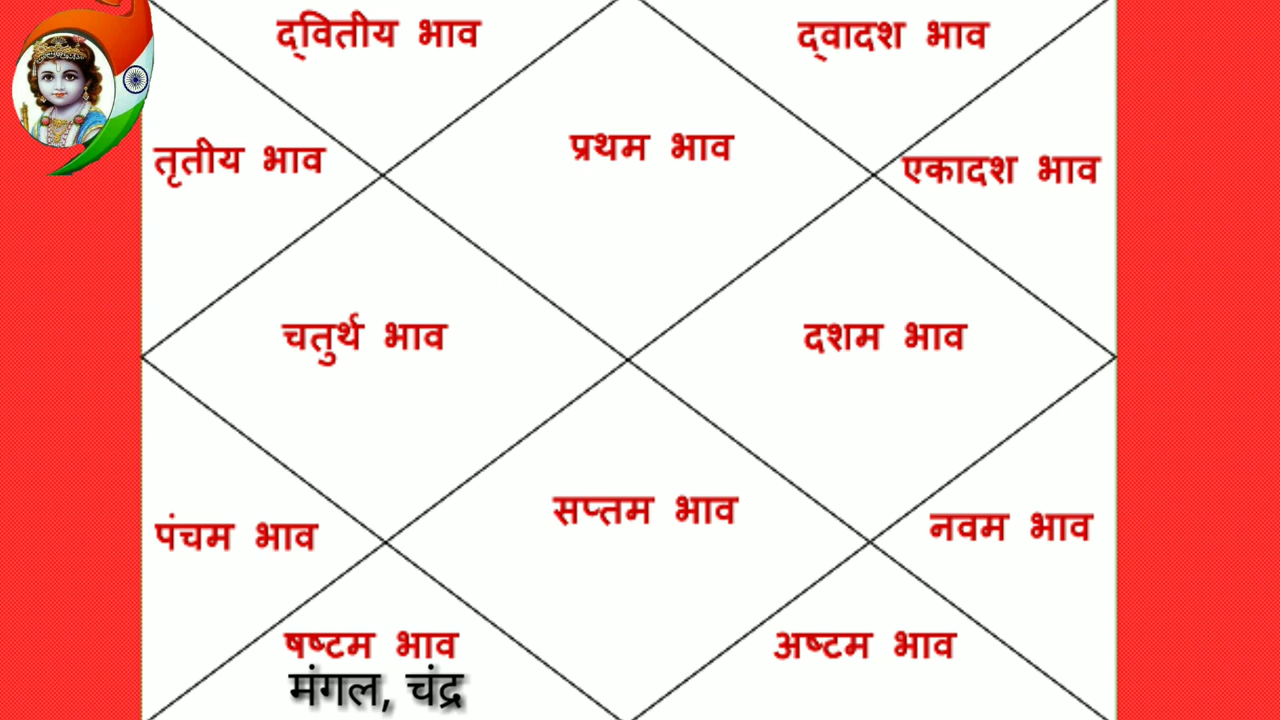 द्वितीय भाव
द्वादश भाव
प्रथम भाव
तृतीय भाव
एकादश भाव
चतुर्थ भाव
दशम भाव
सप्तम भाव
पंचम भाव
नवम भाव
षष्टम भाव
अष्टम भाव
मंगल, चंद्र